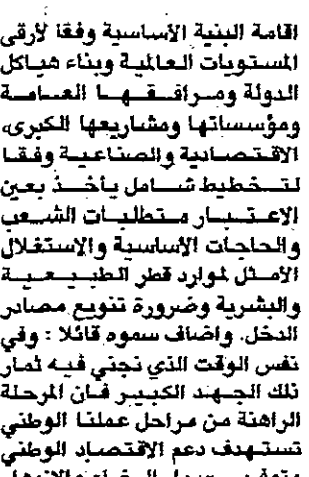 اقامة البنية الأساسية وفقا لأرقى
المستويات العالمية وبناء هياكل
الدولة ومرافقها العامة
ومؤسساتها ومشاريعها الكبرى،
الاقتصادية والصناعية وفقا
لتخطيط شامل يأخذ بعين
الإعتبار متطلبات الشعب
والحاجات الأساسية والإستغلال
الأمثل لموارد قطر الطبيعية
والبشرية وضرورة تنويع مصادر
الدخل. واضاف سموه قائلا : وفي
نفس الوقت الذي نجني فيه ثمار
ذلك الجهد الكبير فان المرحلة
الراهنة من مراحل عملنا الوطني
تستهدف دعم الاقتصاد الوطني